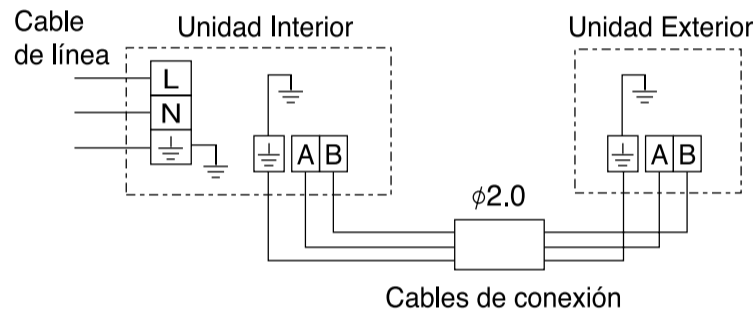 Cable
de línea
Unidad Interior
Unidad Exterior
L
N
A B
A B
ϕ2.0
Cables de conexión